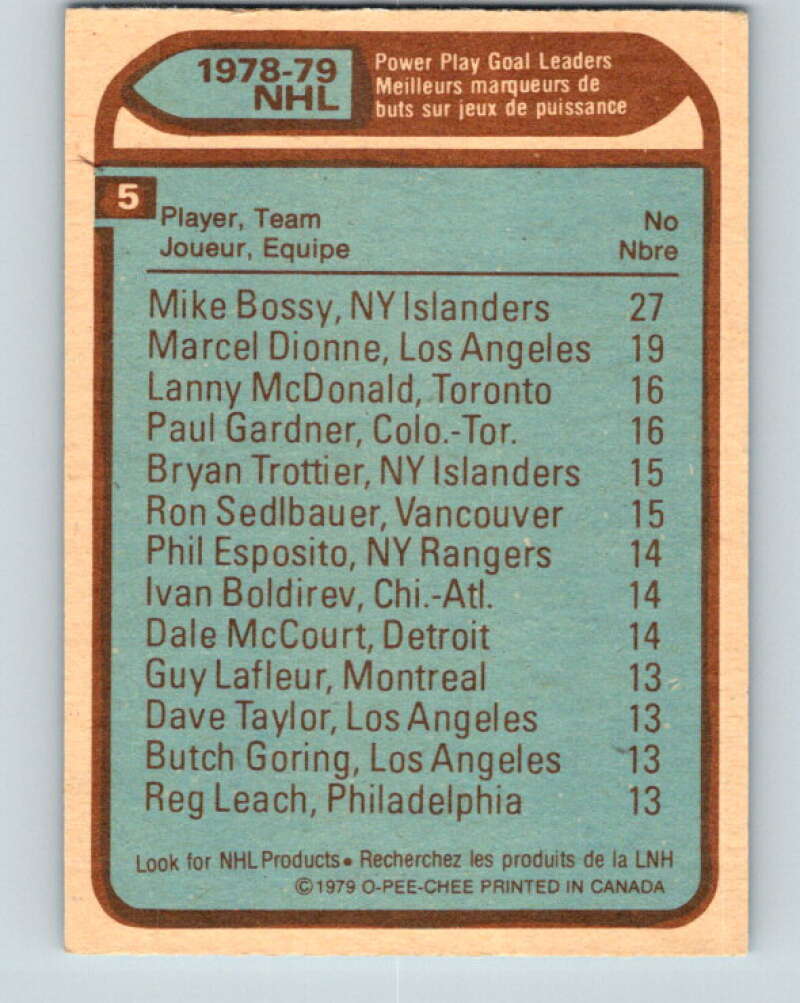 1978-79
NHL
Power Play Goal Leaders
Meilleurs marqueurs de
buts sur jeux de puissance
5
Player, Team No
Joueur, Equipe Nbre
Mike Bossy, NY Islanders 27
Marcel Dionne, Los Angeles 19
Lanny McDonald, Toronto 16
Paul Gardner, Colo.-Tor. 16
Bryan Trottier, NY Islanders 15
Ron Sedlbauer, Vancouver 15
Phil Esposito, NY Rangers 14
Ivan Boldirev, Chi.-Atl. 14
Dale McCourt, Detroit 14
Guy Lafleur, Montreal 13
Dave Taylor, Los Angeles 13
Butch Goring, Los Angeles 13
Reg Leach, Philadelphia 13
Look for NHL Products• Recherchez les produits de la LNH
©1979 O-PEE-CHEE PRINTED IN CANADA